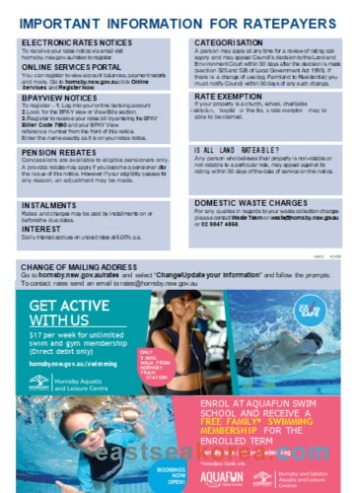 IMPORTANT INFORMATION FOR RATEPAYERS
ELECTRONIC RATES NOTICES
To receive your rates notices via email visit
hornsby.nsw.gov.au/rates to register.
ONLINE SERVICES PORTAL
You can register to view account balances, payment records
and more. Go to hornsby.nsw.gov.au click Online
Services and Register Now.
BPAYVIEW NOTICES
To register – 1. Log into your online banking account
2. Look for the BPAY View or View Bills section.
3. Register to receive your rates bill by entering the BPAY
Biller Code and your BPAY View
reference number from the front of this notice.
Enter the name exactly as it is on your rates notice.
PENSION REBATES
Concessions are available to eligible pensioners only.
A pro-rata rebate may apply if you become a pensioner after
the issue of this notice. However if your eligibility ceases for
any reason, an adjustment may be made.
INSTALMENTS
Rates and charges may be paid by instalments on or
before the due dates.
INTEREST
Daily interest accrues on unpaid rates at 6.00% p.a.
CATEGORISATION
A person may apply at any time for a review of rating cat-
egory and may appeal Council's decision to the Land and
Environment Court within 30 days after the decision is made
(section 525 and 526 of Local Government Act 1993). If
there is a change of use (eg. Farmland to Residential) you
must notify Council within 30 days of any such change.
RATE EXEMPTION
If your property is a church, school, charitable
hospital or the like, a rate exemption may be
able to be claimed.
IS ALL LAND RATEABLE?
Any person who believes their property is non-rateable or
not rateable to a particular rate, may appeal against its
rating within 30 days of the date of service on this notice.
DOMESTIC WASTE CHARGES
For any queries in regards to your waste collection charges
please contact Waste Team on waste@hornsby.nsw.gov.au
or 02 9847 4856.
CHANGE OF MAILING ADDRESS
Go to hornsby.nsw.gov.au/rates and select "Change/Update your information" and follow the prompts.
To contact rates send an email to rates@hornsby.nsw.gov.au
GET ACTIVE
WITH US
$17 per week for unlimited
swim and gym membership
(Direct debit only)
hornsby.nsw.gov.au/swimming
Hornsby Aquatic
and Leisure Centre
ONLY
5 MINS
WALK FROM
HORNSBY
TRAIN
STATION
COVID
SAFE
ENROL AT AQUAFUN SWIM
SCHOOL AND RECEIVE A
FREE FAMILY* SWIMMING
MEMBERSHIP FOR THE
ENROLLED TERM
BOOKINGS
NOW
OPEN!
AQUAFUN
Hornsby and Galston
Aquatic and Leisure
Centres